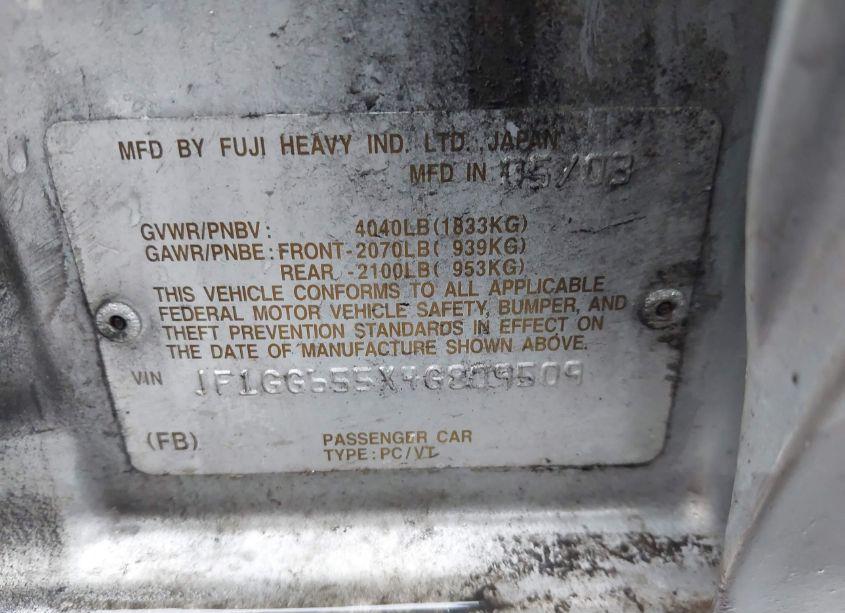 MFD BY FUJI HEAVY IND. LTD. JAPAN
MFD IN 05/03
GVWR/PNBV: 4040LB(1833KG)
GAWR/PNBE:FRONT-2070LB( 939KG)
REAR -2100LB( 953KG)
THIS VEHICLE CONFORMS TO ALL APPLICABLE
FEDERAL MOTOR VEHICLE SAFETY, BUMPER, AND
THEFT PREVENTION STANDARDS IN EFFECT ON
THE DATE OF MANUFACTURE SHOWN ABOVE.
VIN JF1GG655X4G809509
(FB) PASSENGER CAR
TYPE:PC/VT